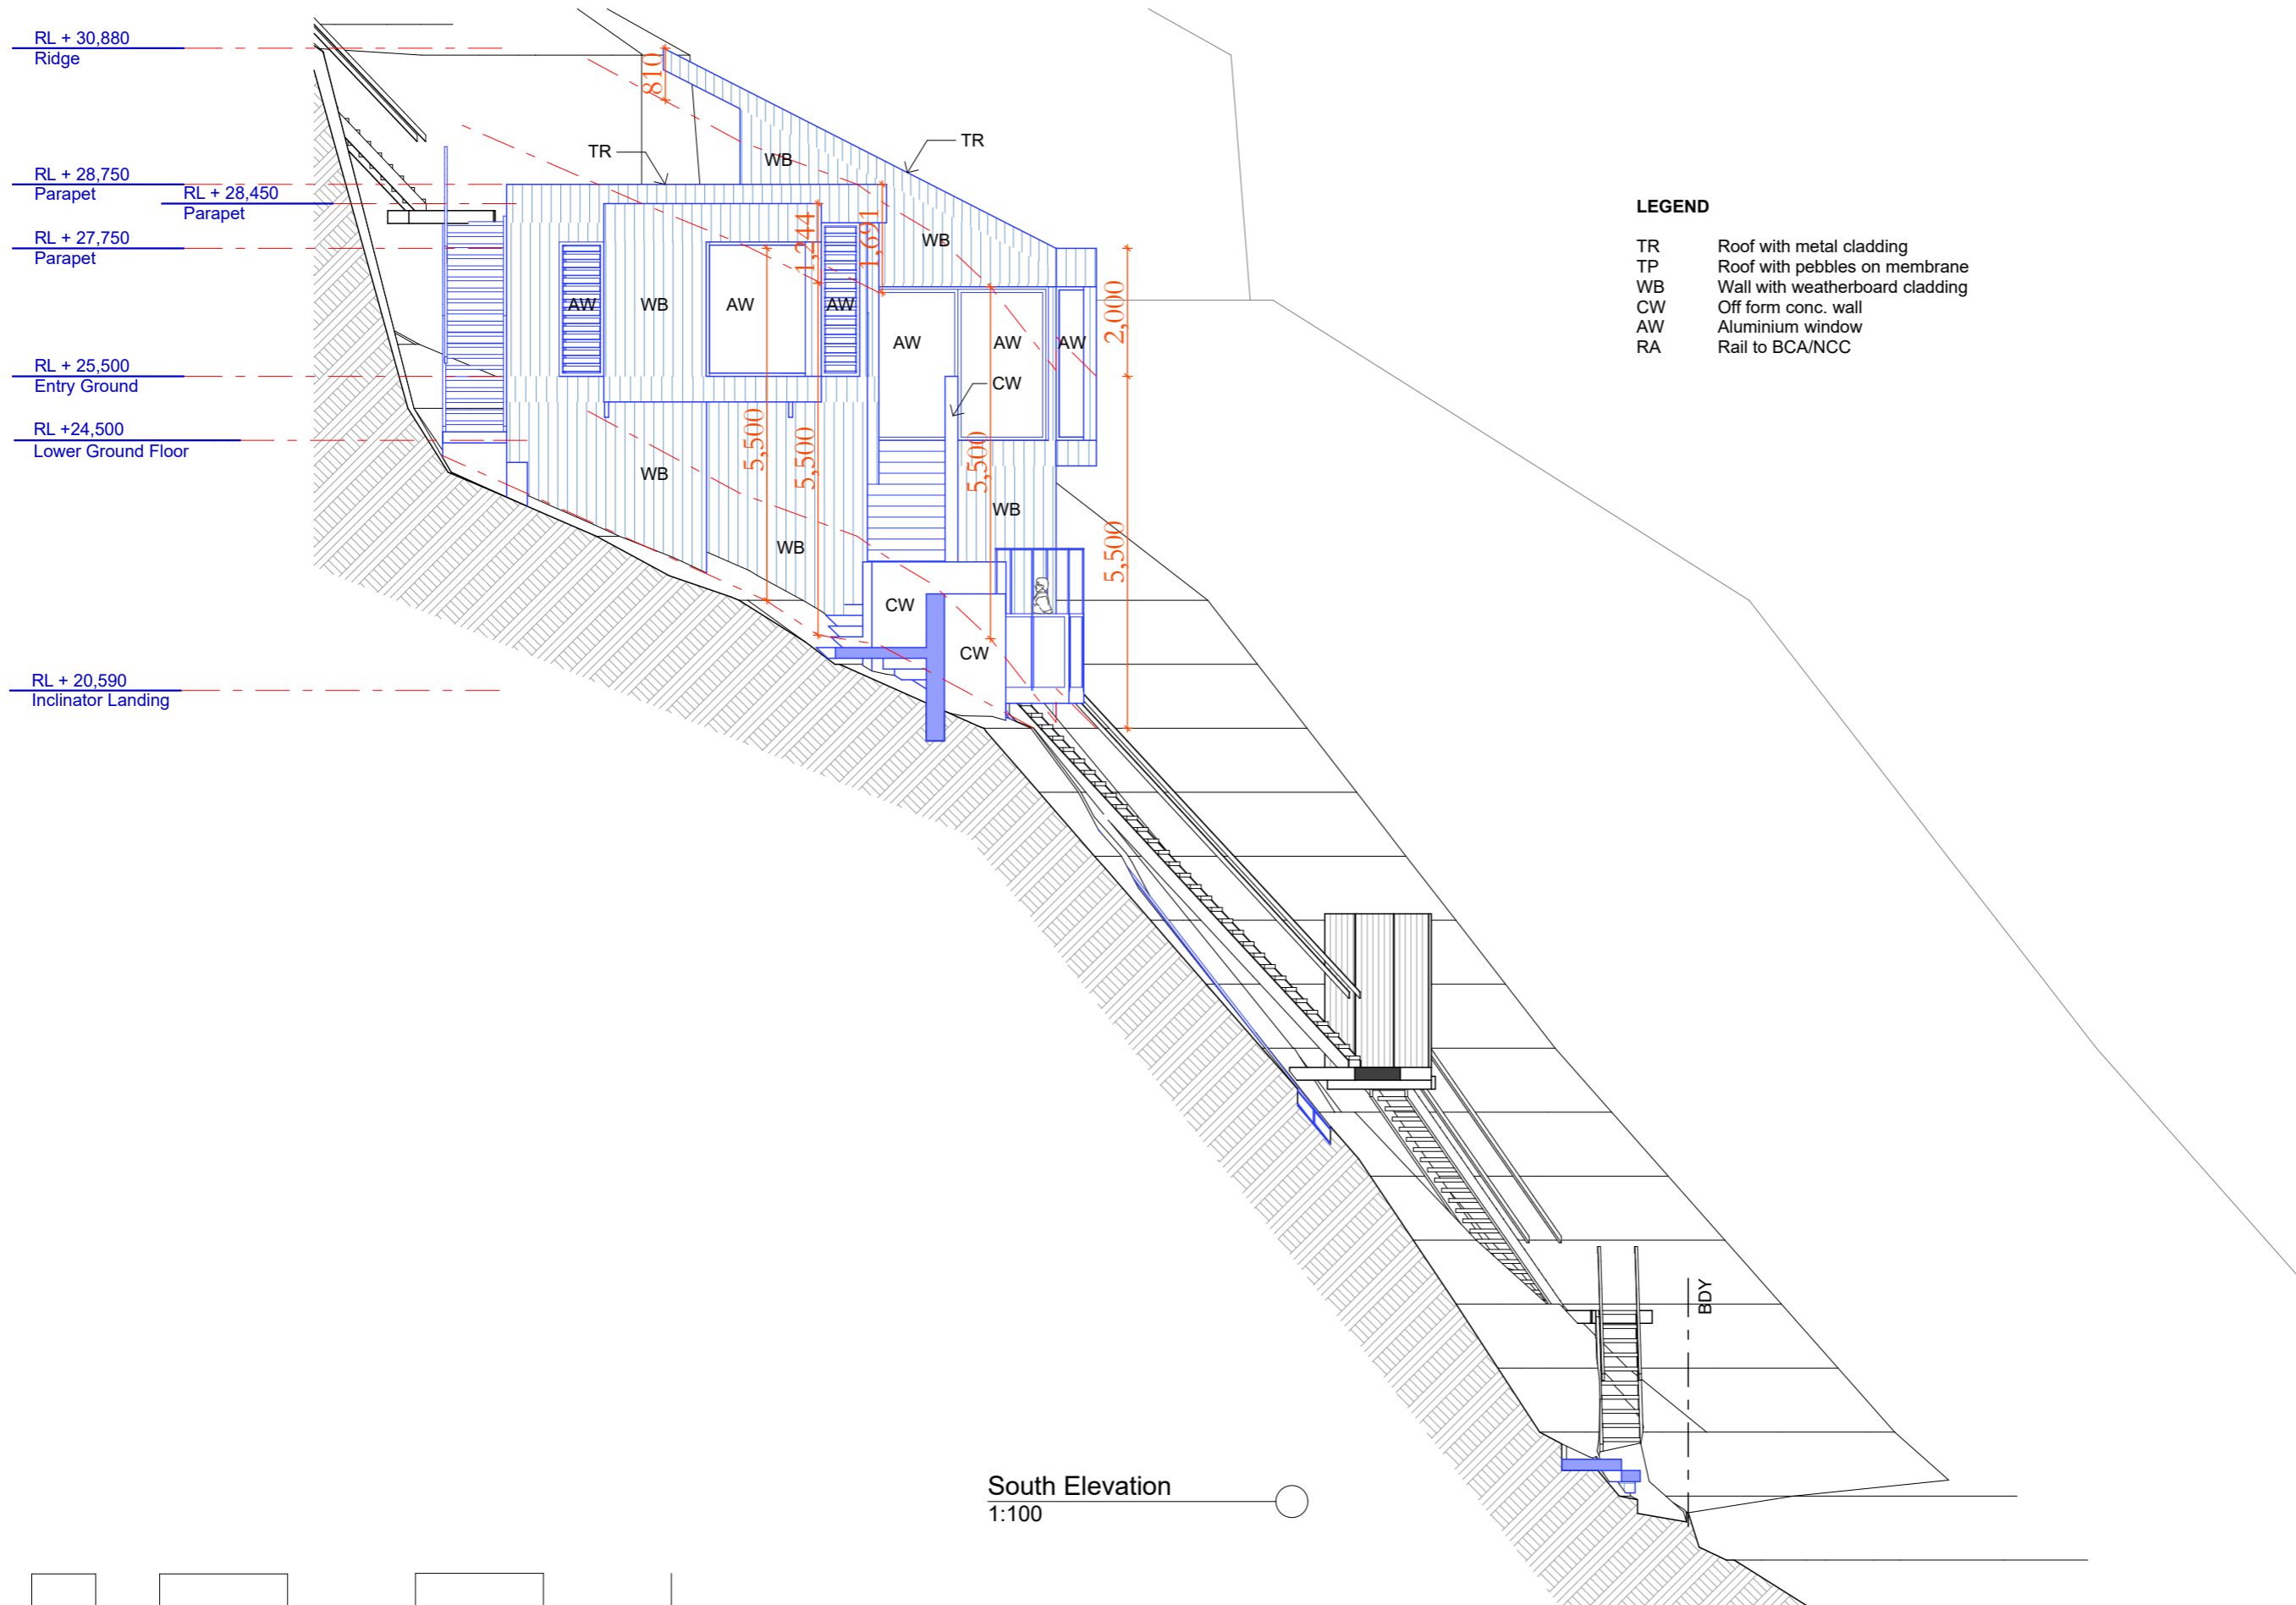 RL + 30,880
Ridge
810
TR
TR
WB
RL + 28,750
Parapet
RL + 28,450
Parapet
RL + 27,750
Parapet
1,244
1,691
WB
AW
WB
AW
AW
AW
AW
AW
2,000
CW
RL + 25,500
Entry Ground
RL +24,500
Lower Ground Floor
5,500
5,500
5,500
5,500
WB
WB
WB
CW
CW
RL + 20,590
Inclinator Landing
LEGEND
TR Roof with metal cladding
TP Roof with pebbles on membrane
WB Wall with weatherboard cladding
CW Off form conc. wall
AW Aluminium window
RA Rail to BCA/NCC
BDY
South Elevation
1:100